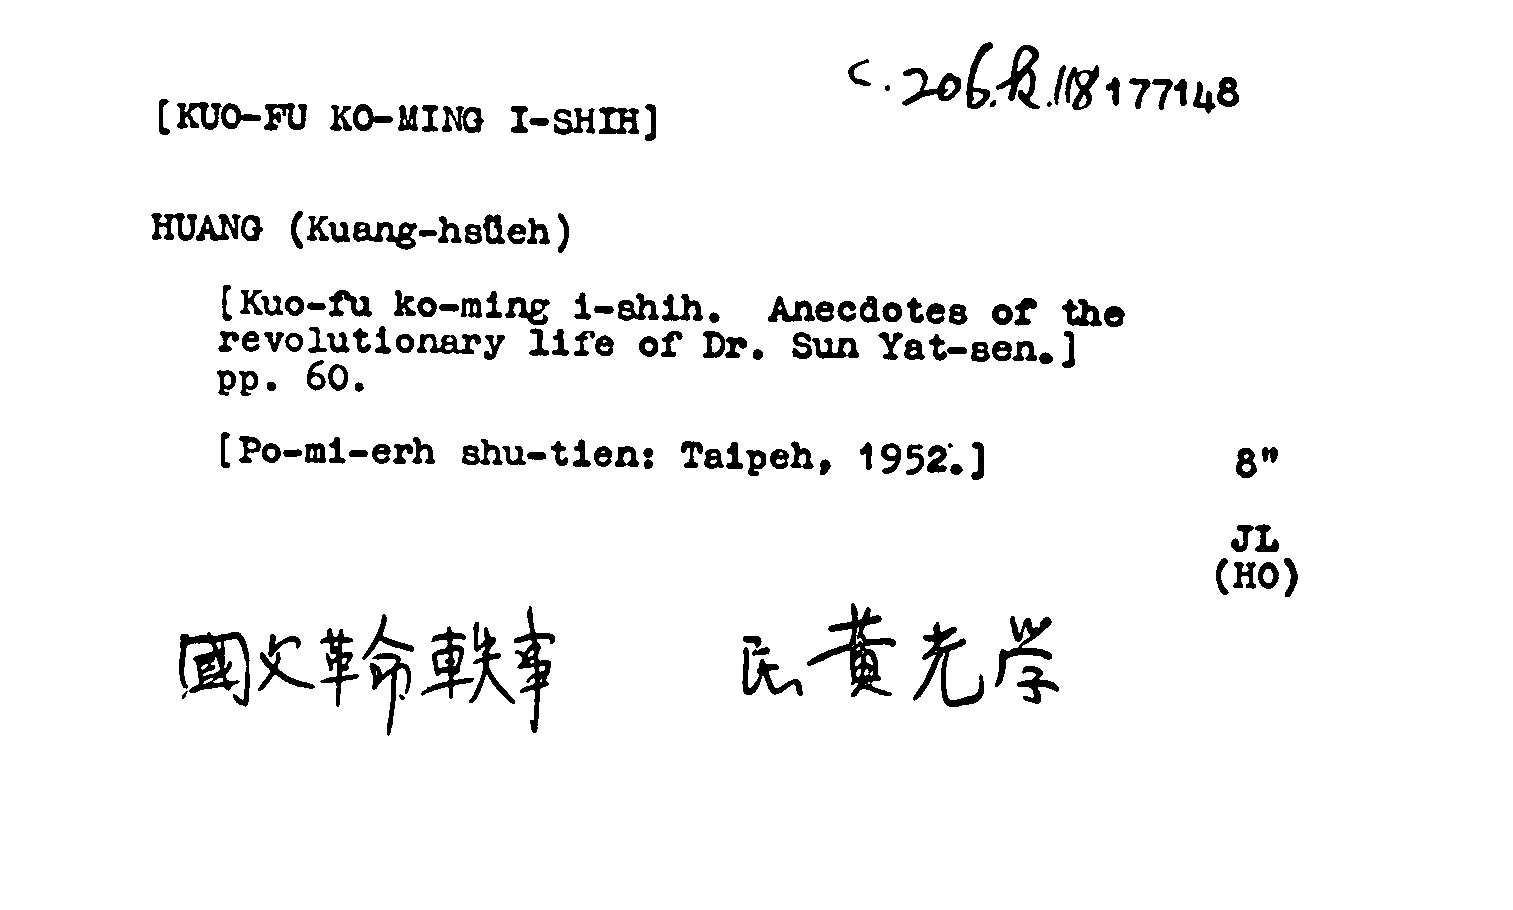 c.206.k.118 177148
[KUO-FU KO-MING I-SHIH]
HUANG (Kuang-hsüeh)
[Kuo-fu ko-ming i-shih. Anecdotes of the
revolutionary life of Dr. Sun Yat-sen.]
pp. 60.
[Po-mi-erh shu-tien: Taipeh, 1952.] 8"
JL
(HO)
國父革命軼事 民 黃光学